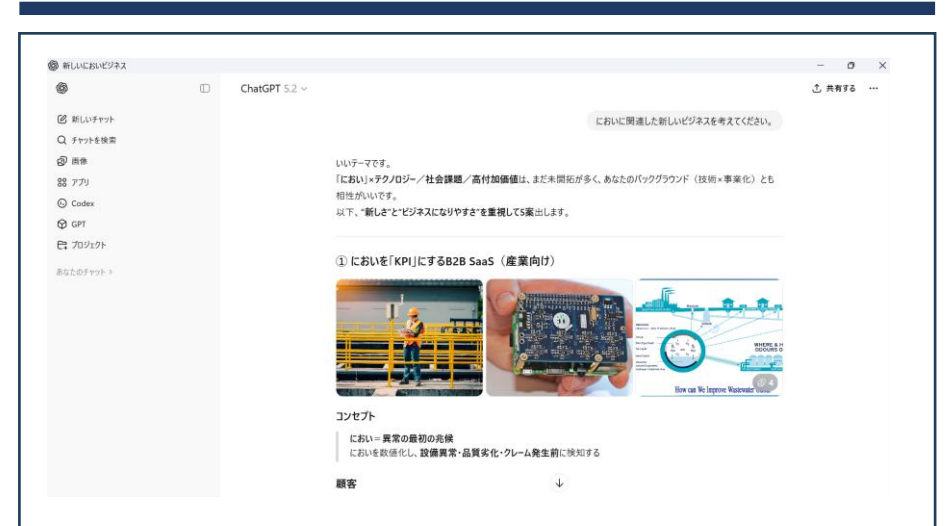 新しいにおいビジネス
ChatGPT 5.2
共有する
新しいチャット
チャットを検索
画像
アプリ
Codex
GPT
プロジェクト
あなたのチャット
においに関連した新しいビジネスを考えてください。
いいテーマです。
「におい」×テクノロジー／社会課題／高付加価値は、まだ未開拓が多く、あなたのバックグラウンド（技術×事業化）とも
相性がいいです。
以下、“新しさ”と“ビジネスになりやすさ”を重視して5案出します。
① においを「KPI」にするB2B SaaS（産業向け）
WHERE & H
ODOURS O
How can We Improve Wastewater
4
コンセプト
におい＝異常の最初の兆候
においを数値化し、設備異常・品質劣化・クレーム発生前に検知する
顧客